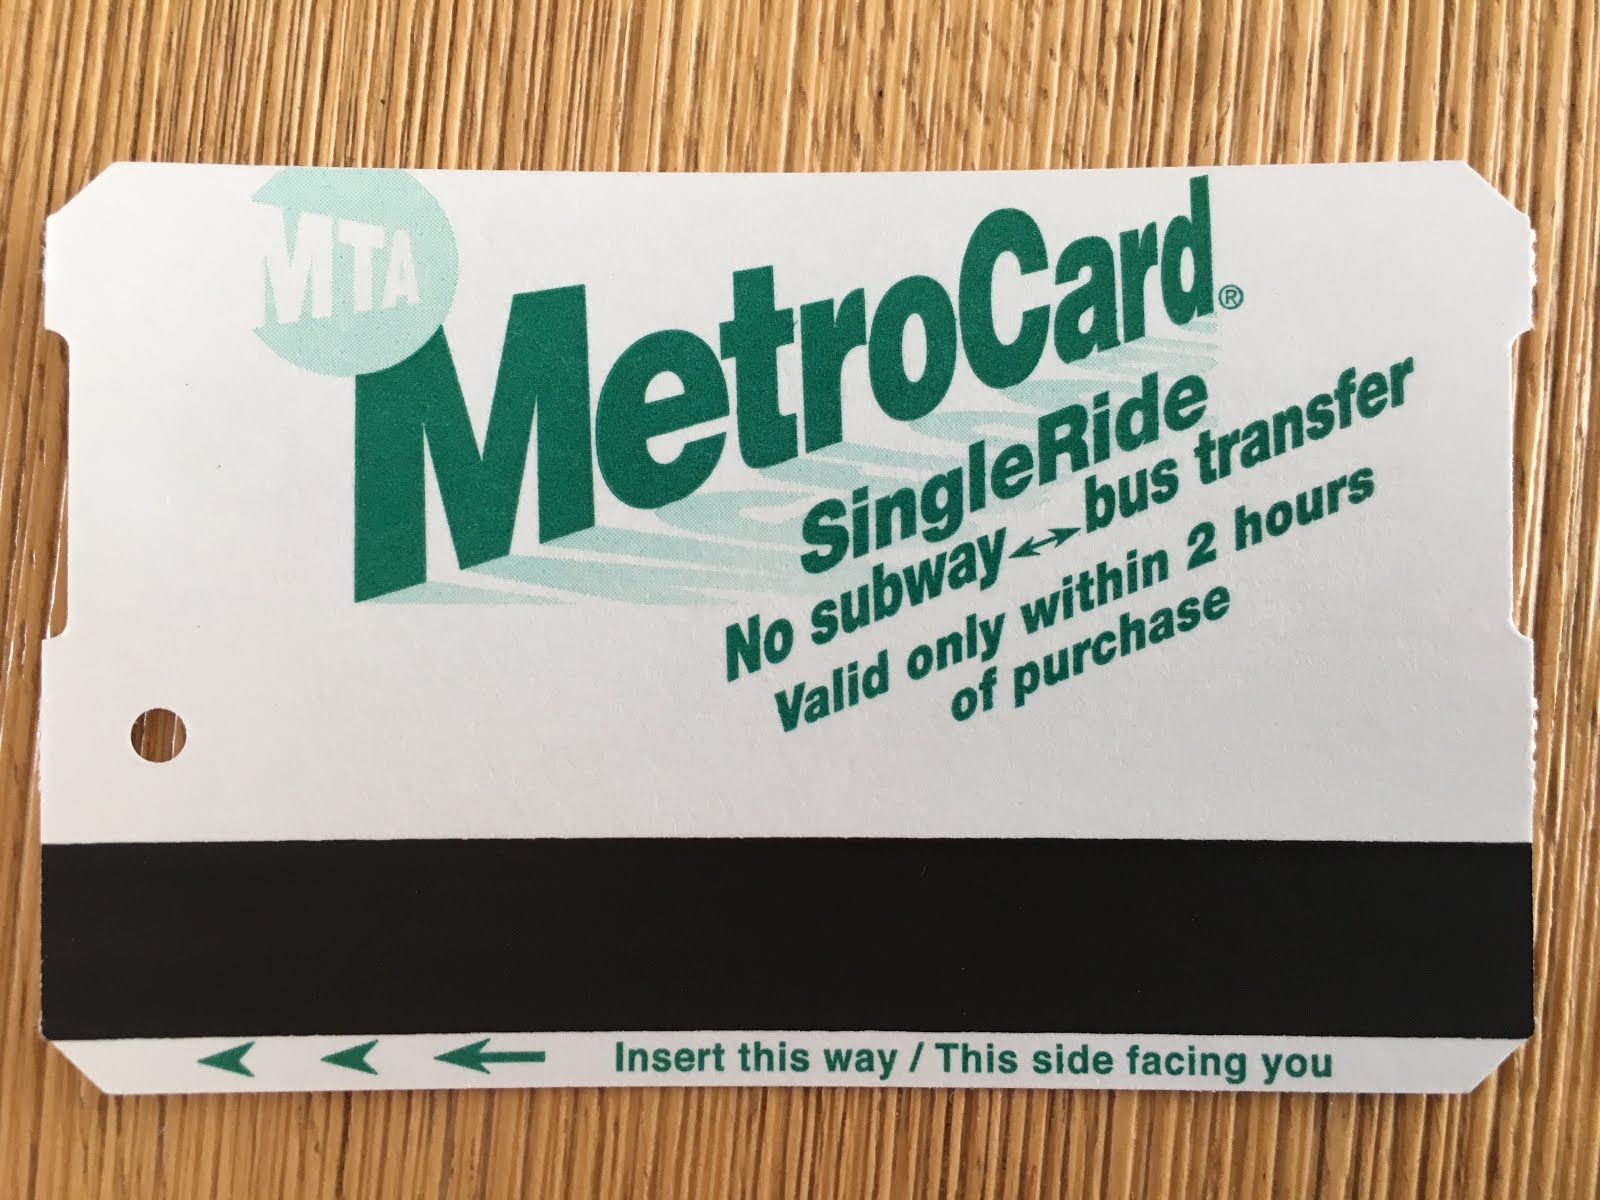 MTA
MetroCard®
SingleRide
No subway↔bus transfer
Valid only within 2 hours
of purchase
Insert this way / This side facing you